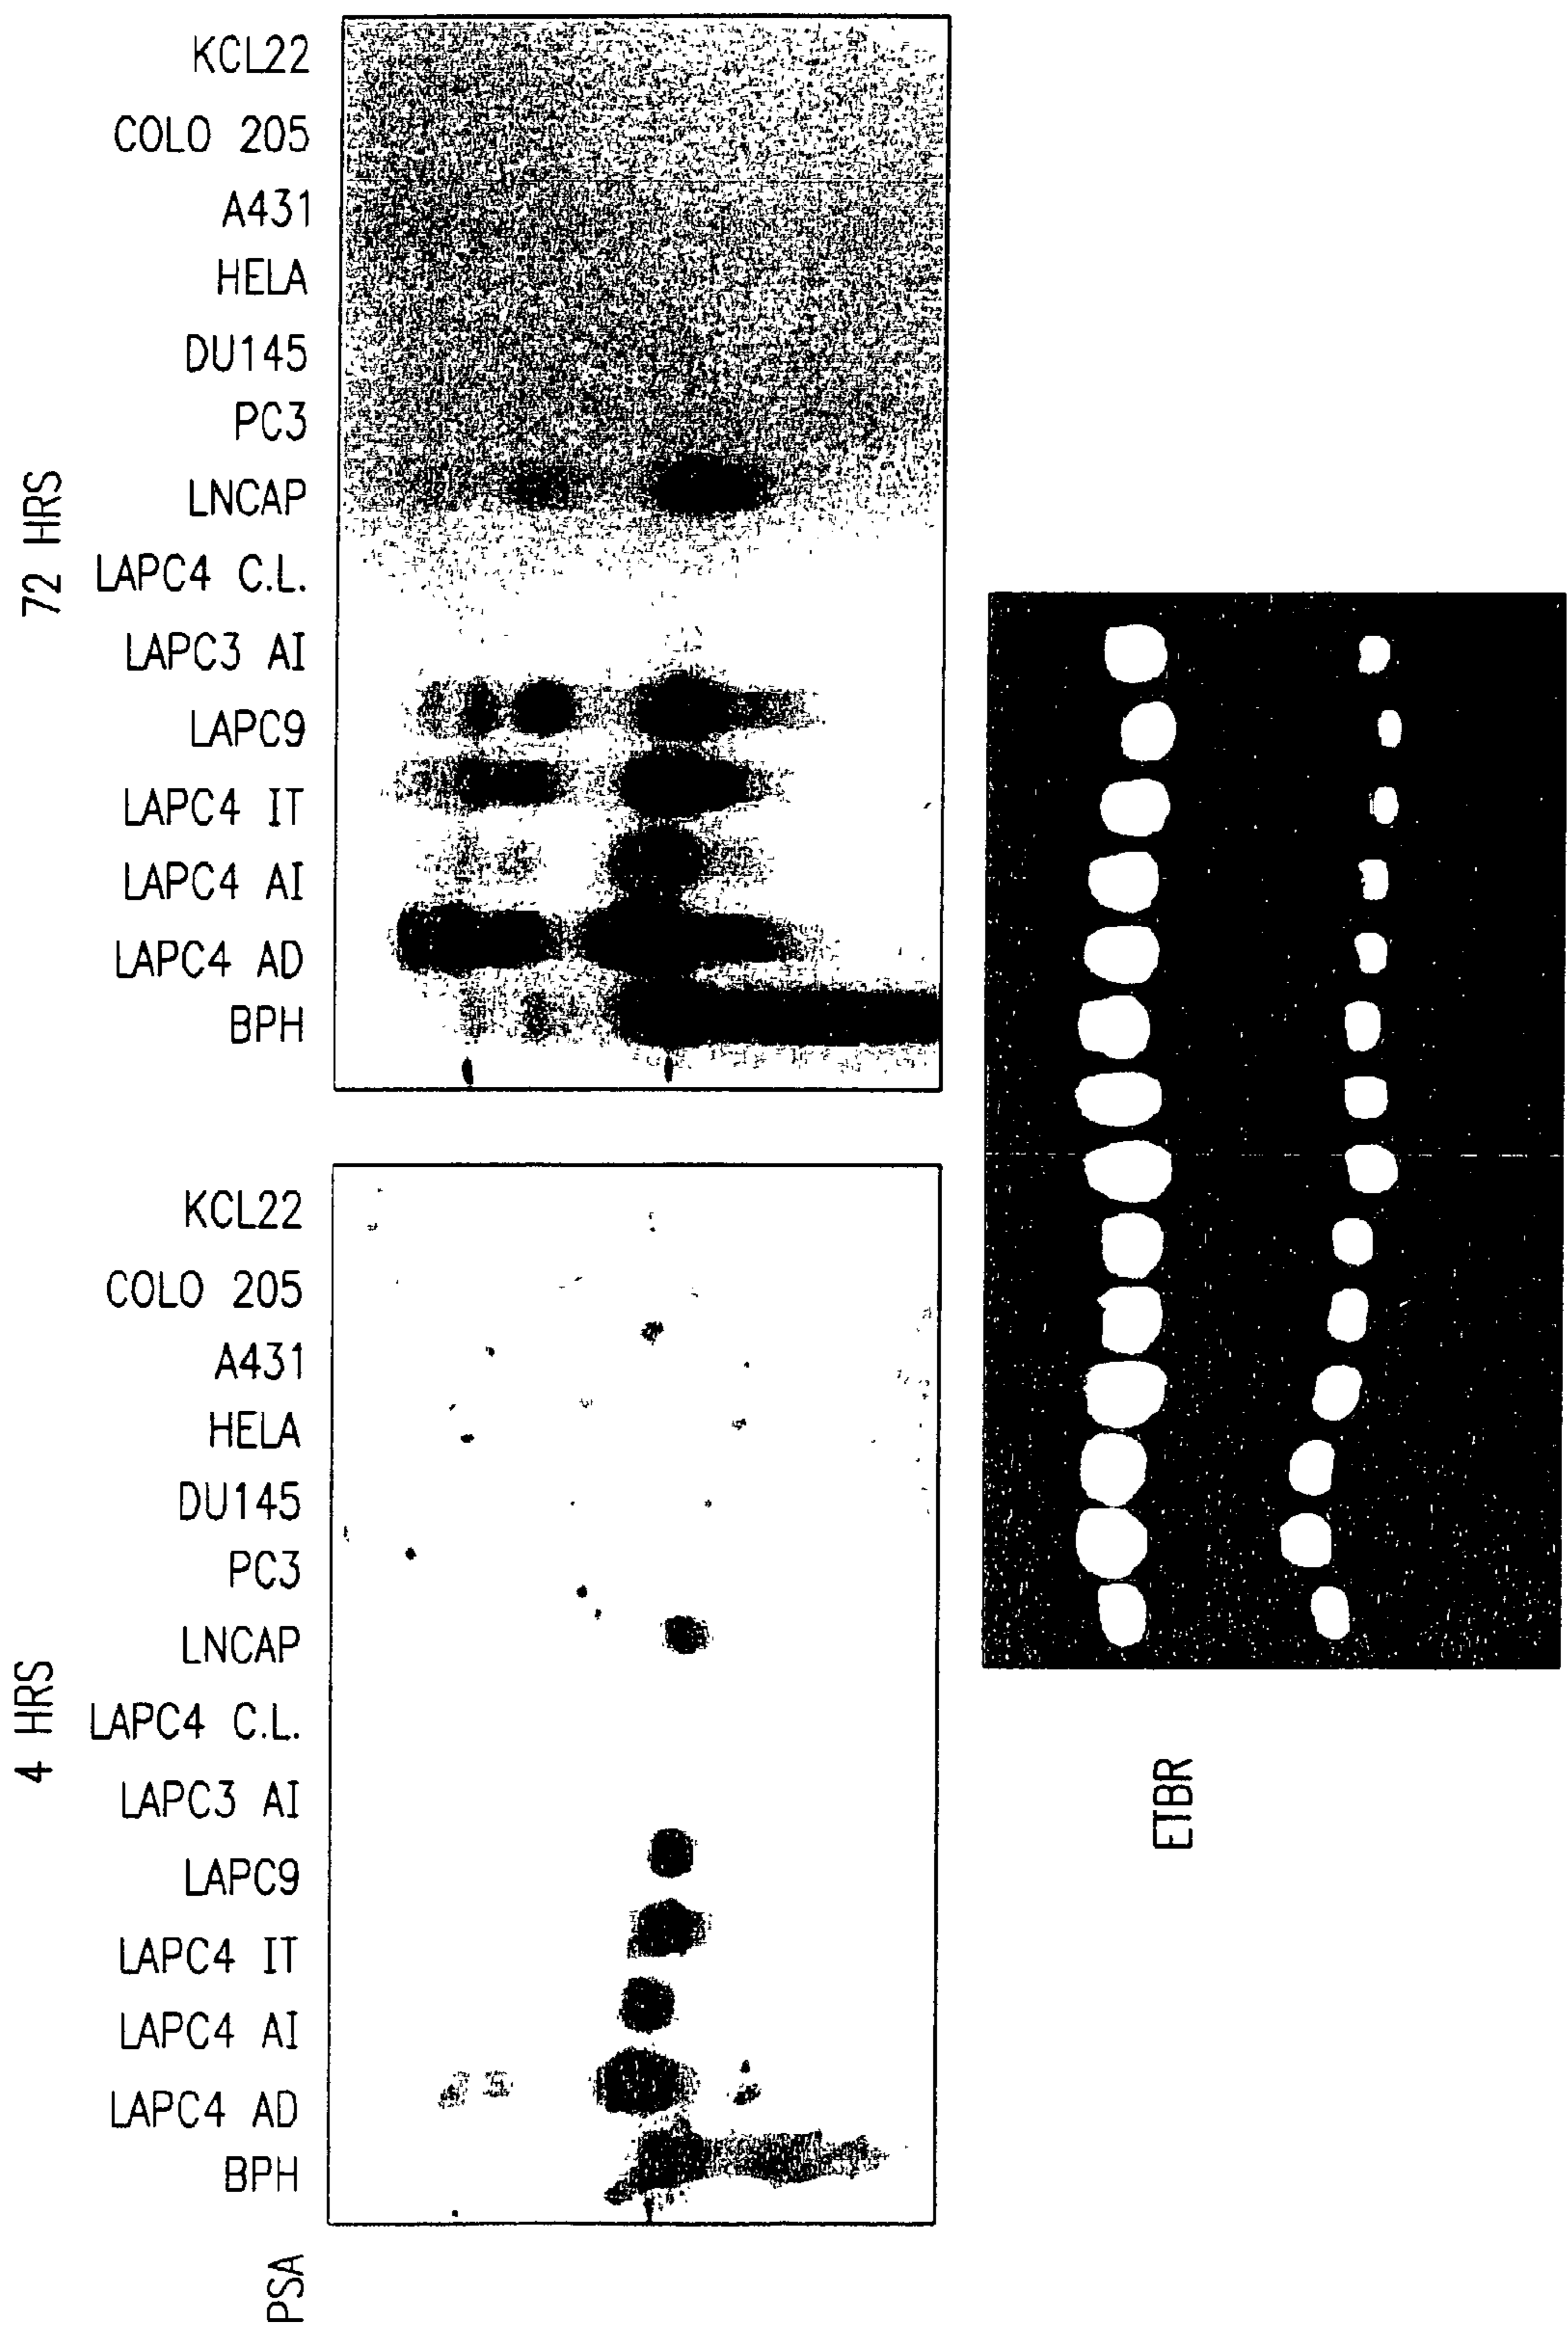 72 HRS
KCL22
COLO 205
A431
HELA
DU145
PC3
LNCAP
LAPC4 C.L.
LAPC3 AI
LAPC9
LAPC4 IT
LAPC4 AI
LAPC4 AD
BPH
4 HRS
KCL22
COLO 205
A431
HELA
DU145
PC3
LNCAP
LAPC4 C.L.
LAPC3 AI
LAPC9
LAPC4 IT
LAPC4 AI
LAPC4 AD
BPH
PSA
ETBR